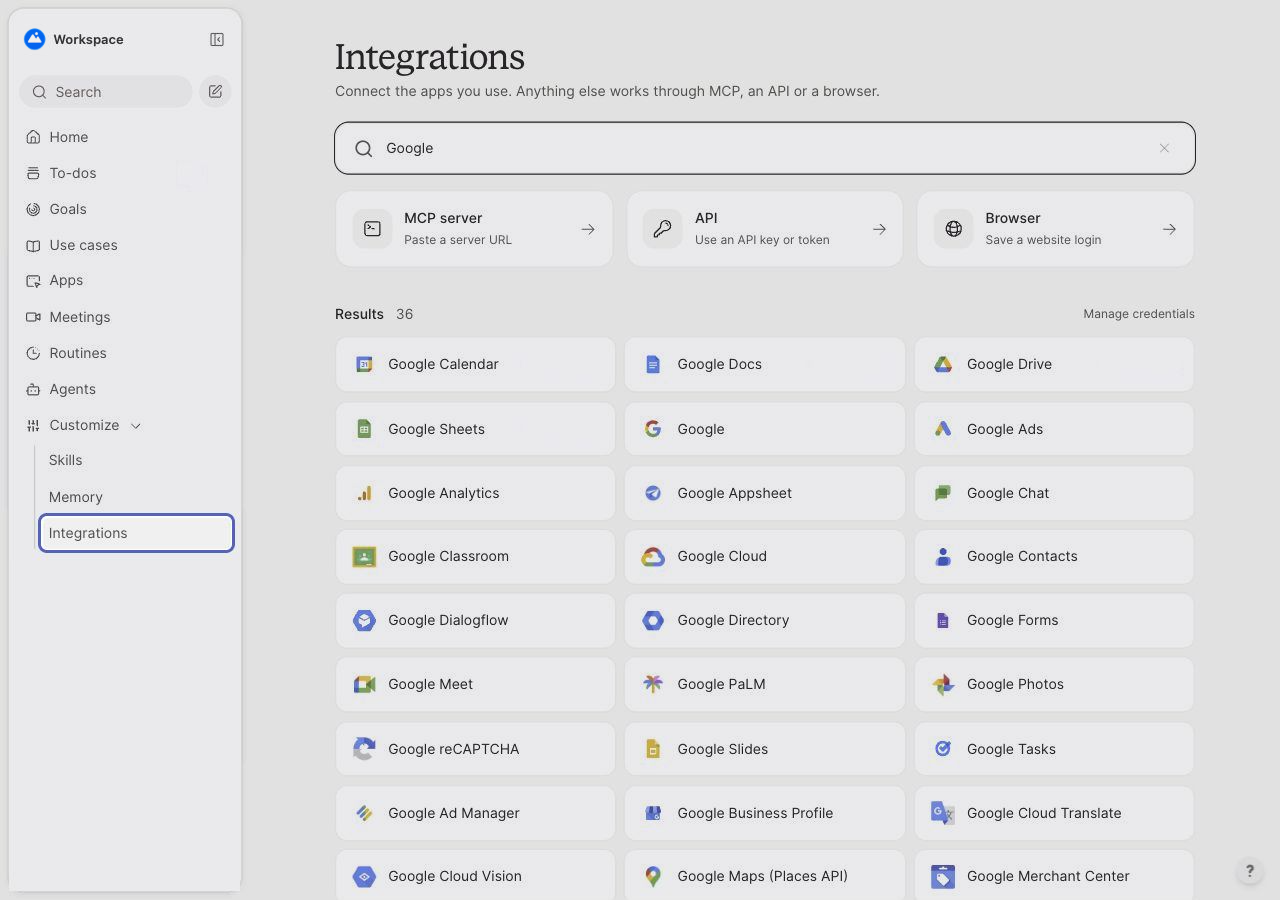 Workspace
Search
Home
To-dos
Goals
Use cases
Apps
Meetings
Routines
Agents
Customize
Skills
Memory
Integrations
Integrations
Connect the apps you use. Anything else works through MCP, an API or a browser.
Google
MCP server
Paste a server URL
API
Use an API key or token
Browser
Save a website login
Results 36
Manage credentials
Google Calendar
Google Docs
Google Drive
Google Sheets
Google
Google Ads
Google Analytics
Google Appsheet
Google Chat
Google Classroom
Google Cloud
Google Contacts
Google Dialogflow
Google Directory
Google Forms
Google Meet
Google PaLM
Google Photos
Google reCAPTCHA
Google Slides
Google Tasks
Google Ad Manager
Google Business Profile
Google Cloud Translate
Google Cloud Vision
Google Maps (Places API)
Google Merchant Center
?